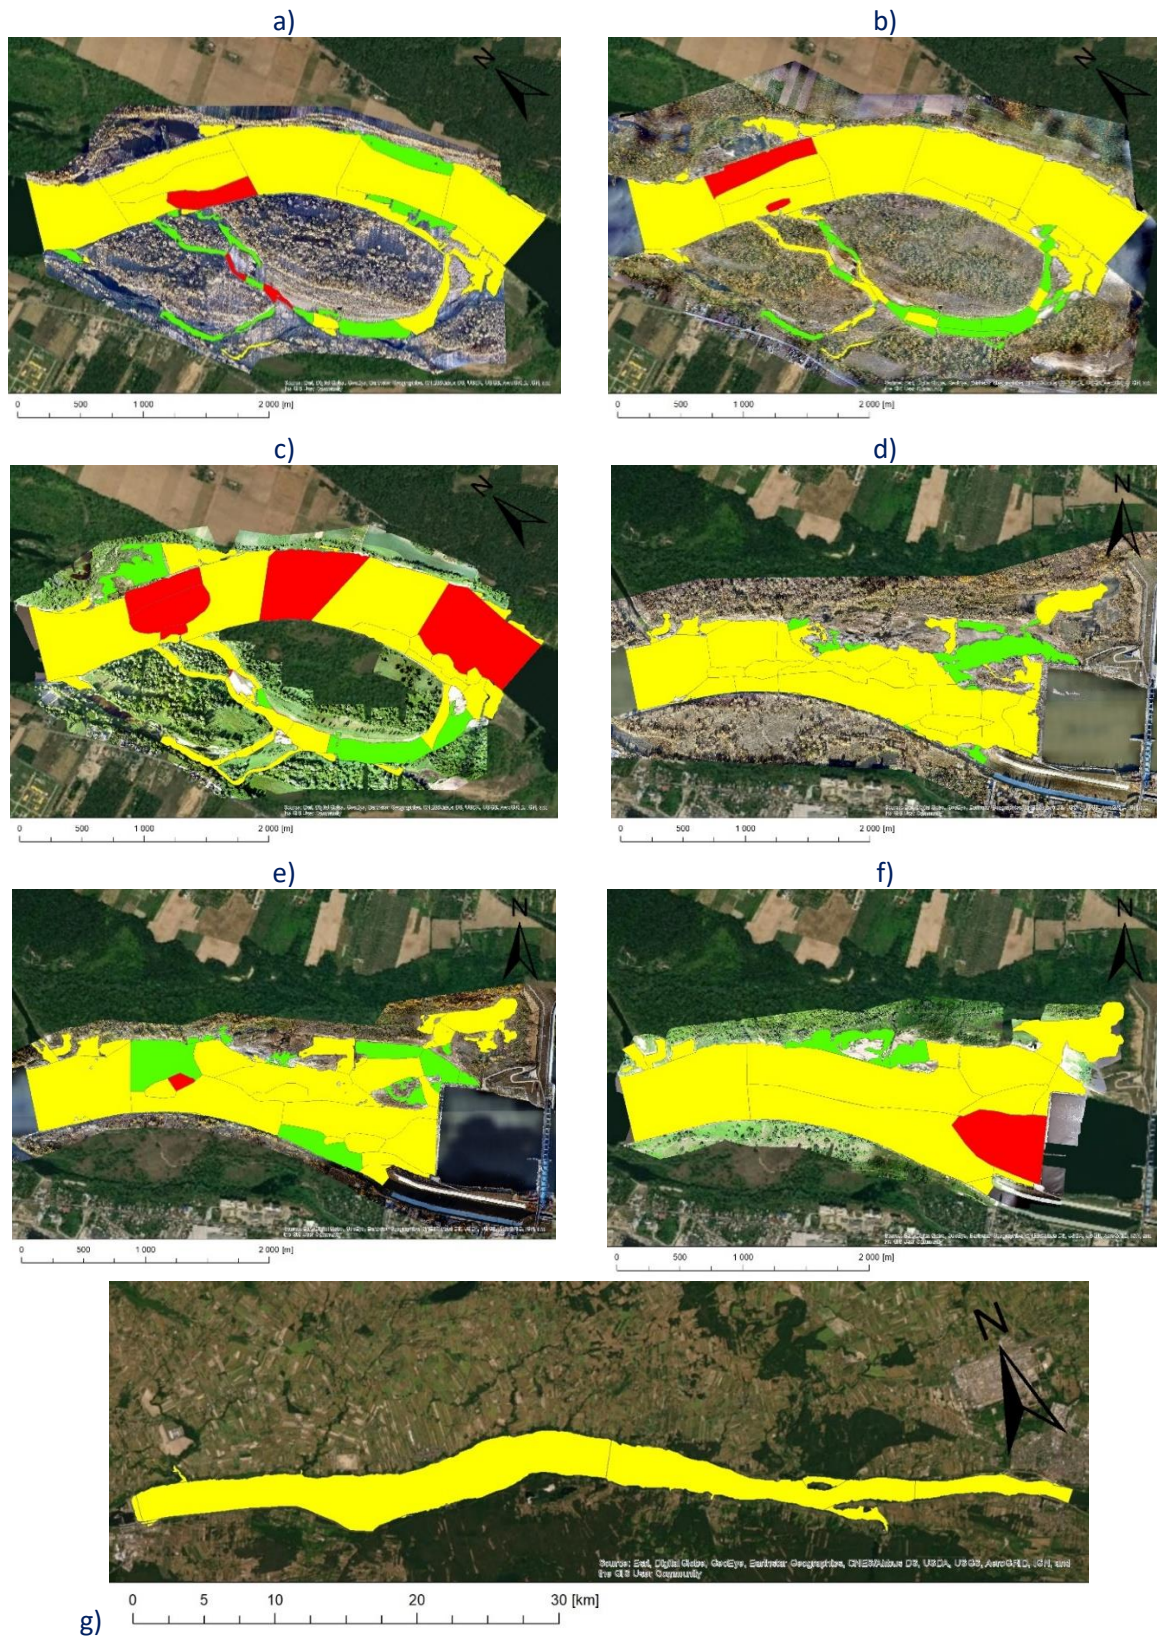 a)
b)
N
N
0 500 1 000 2 000 [m]
0 500 1 000 2 000 [m]
c)
d)
N
N
0 500 1 000 2 000 [m]
0 500 1 000 2 000 [m]
e)
f)
N
N
0 500 1 000 2 000 [m]
0 500 1 000 2 000 [m]
N
Source: Esri, DigitalGlobe, GeoEye, Earthstar Geographics, CNES/Airbus DS, USDA, USGS, AeroGRID, IGN, and
the GIS User Community
0 5 10 20 30 [km]
g)